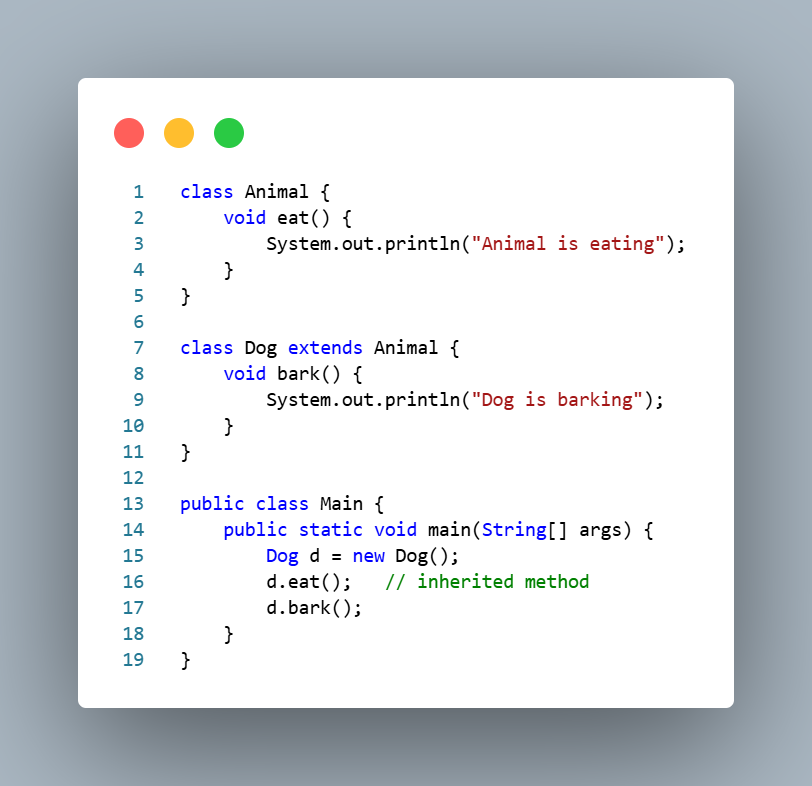 1 class Animal {
2     void eat() {
3         System.out.println("Animal is eating");
4     }
5 }
6
7 class Dog extends Animal {
8     void bark() {
9         System.out.println("Dog is barking");
10     }
11 }
12
13 public class Main {
14     public static void main(String[] args) {
15         Dog d = new Dog();
16         d.eat();   // inherited method
17         d.bark();
18     }
19 }